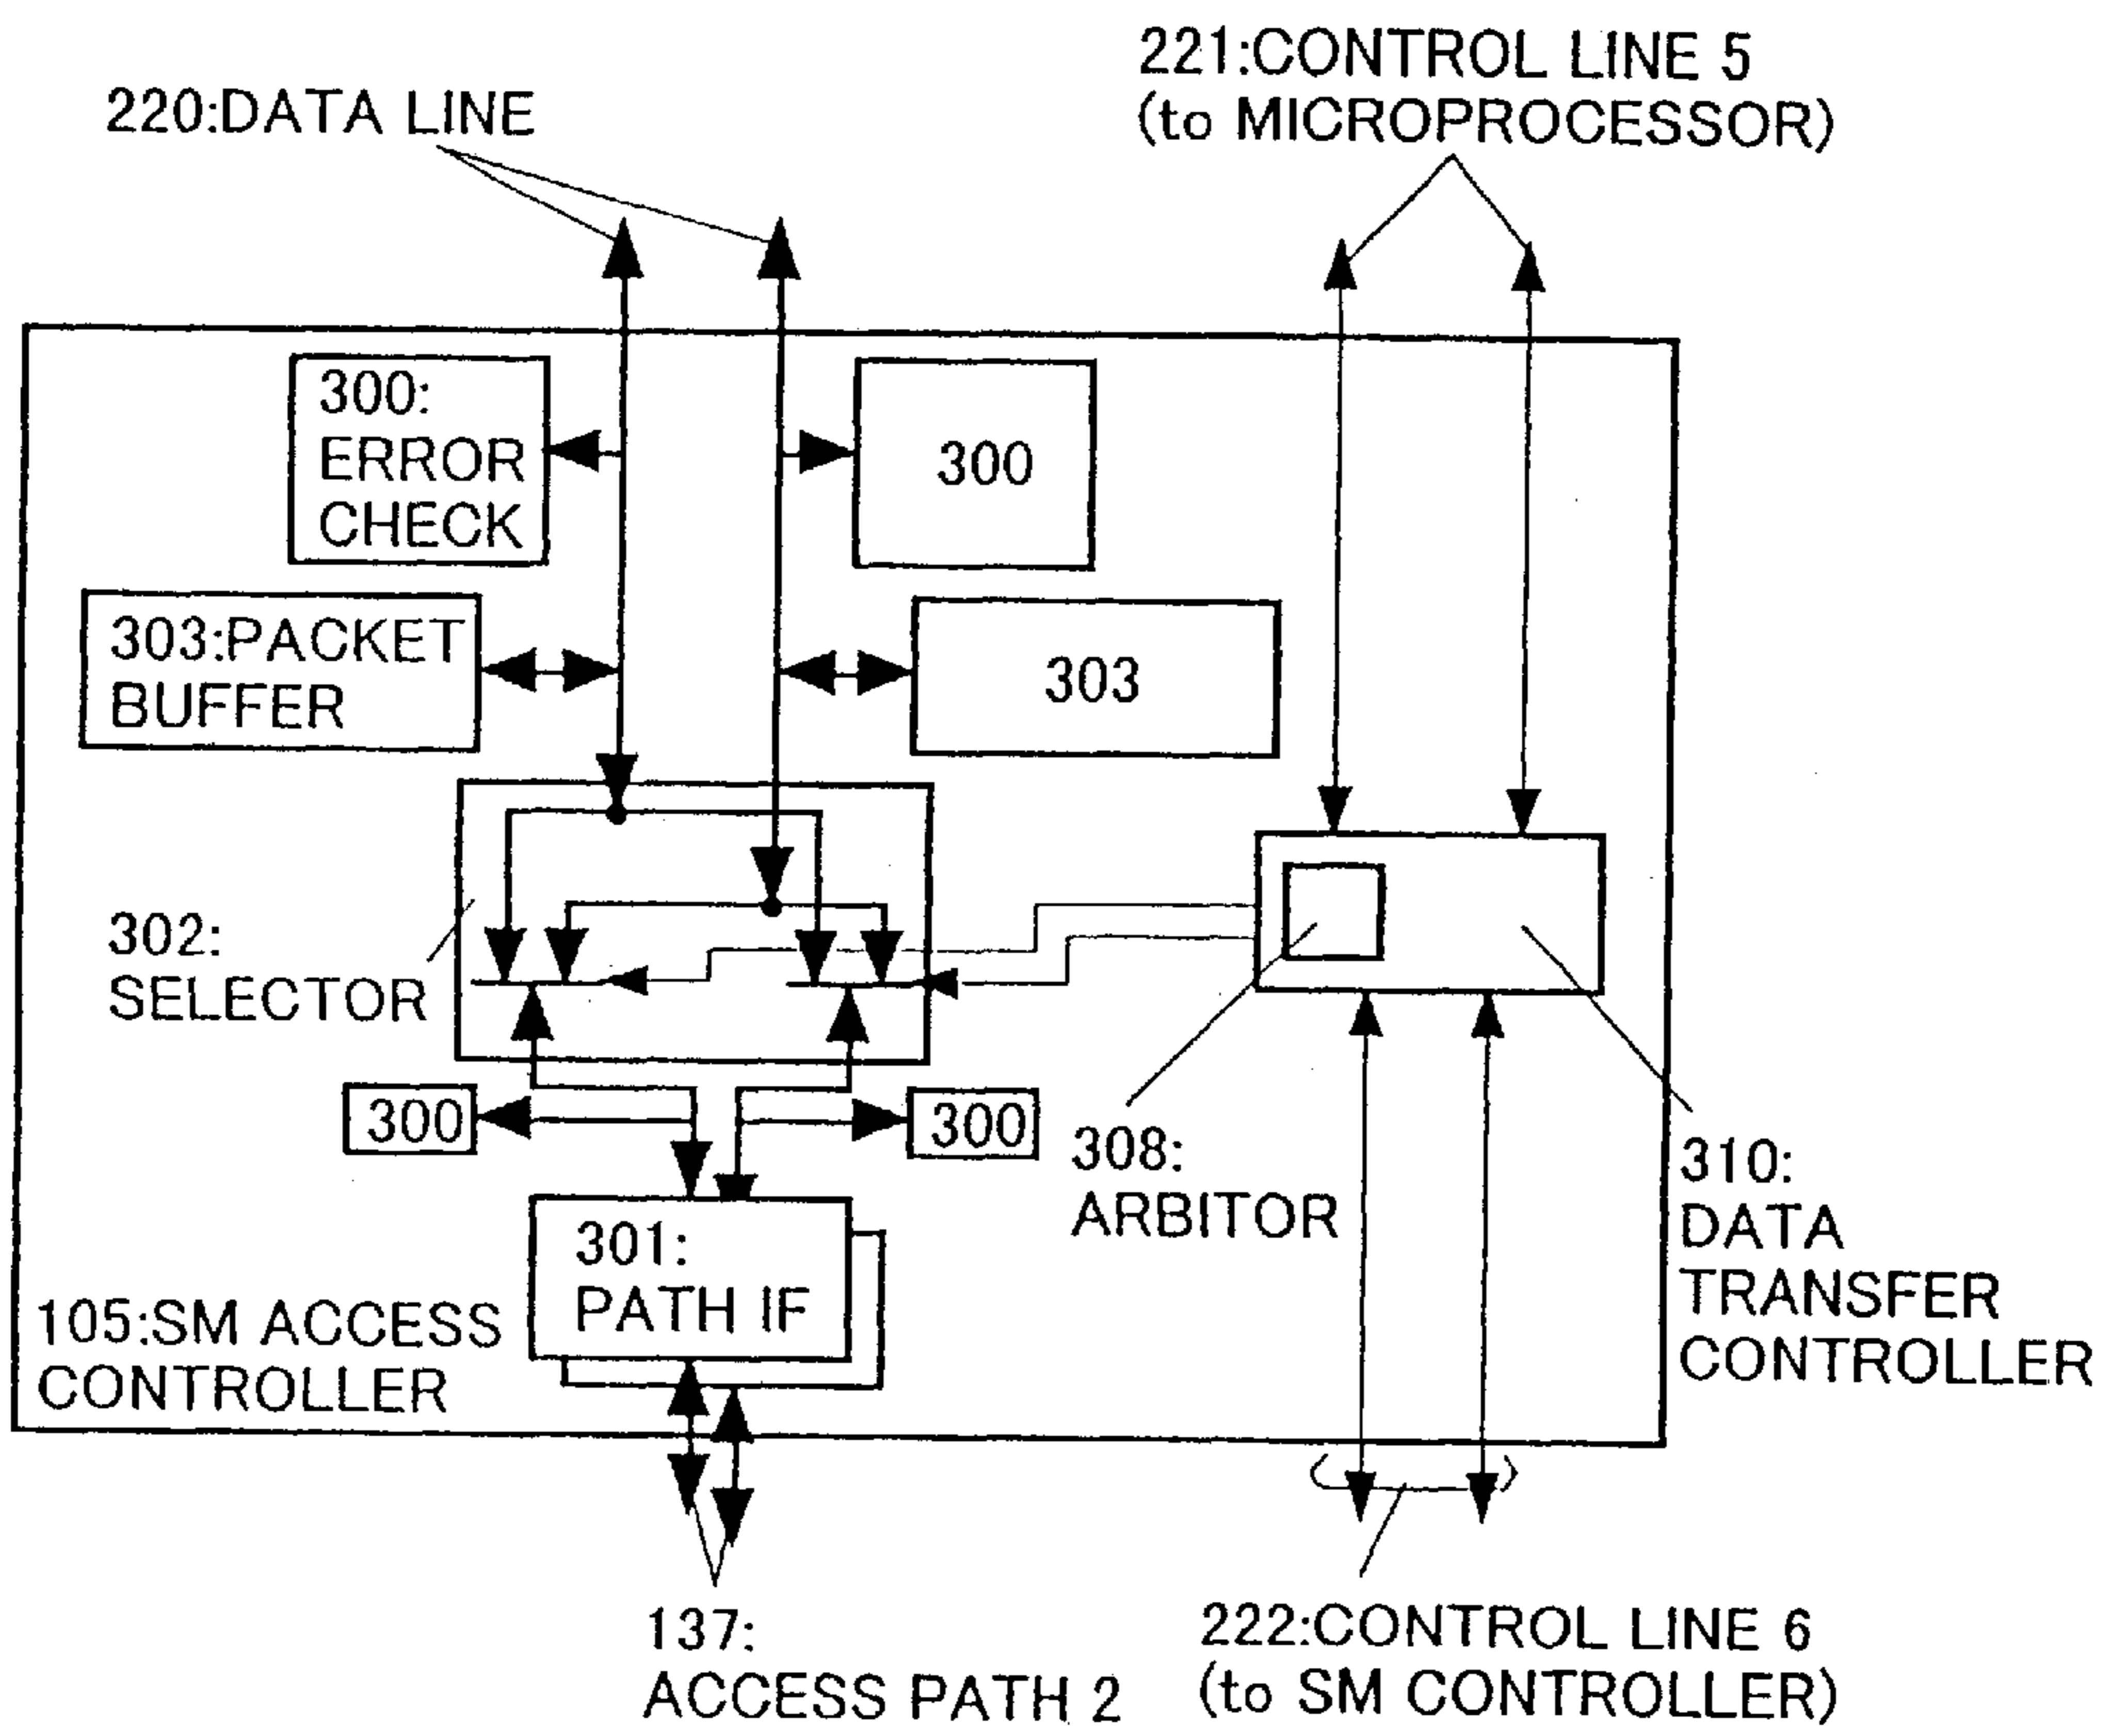 221:CONTROL LINE 5
(to MICROPROCESSOR)
220:DATA LINE
300:
ERROR
CHECK
300
303:PACKET
BUFFER
303
302:
SELECTOR
300
300
308:
ARBITOR
310:
DATA
TRANSFER
CONTROLLER
301:
PATH IF
105:SM ACCESS
CONTROLLER
137:
ACCESS PATH 2
222:CONTROL LINE 6
(to SM CONTROLLER)